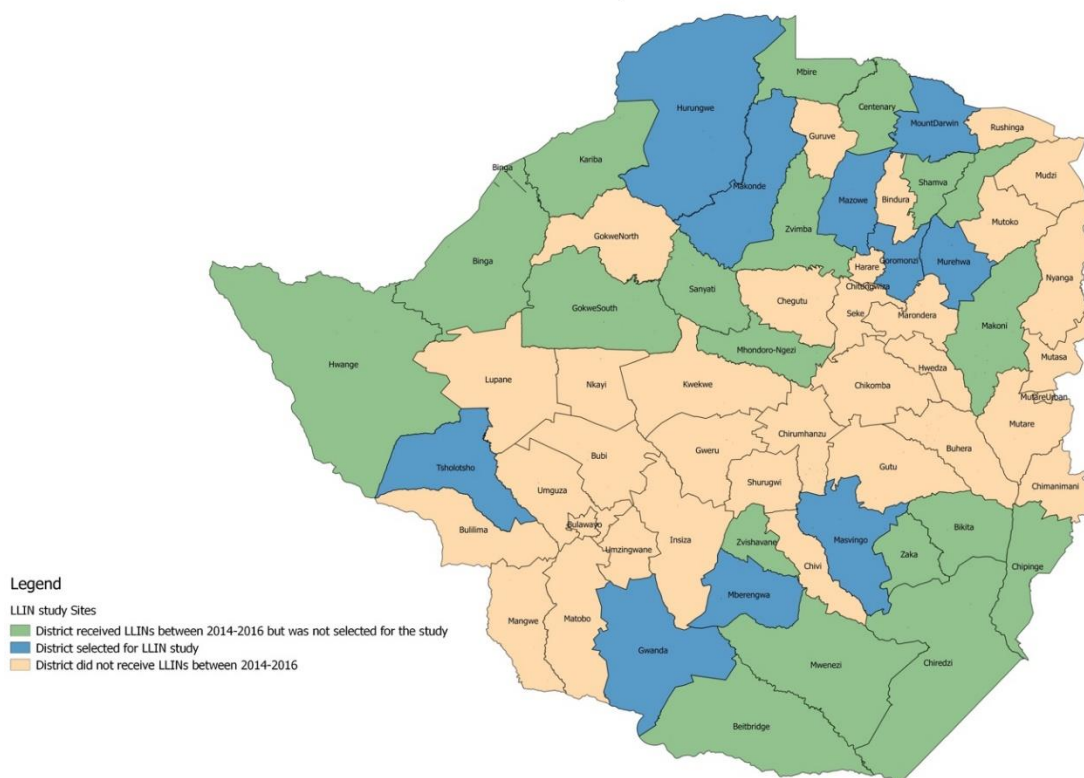 Mbire
Hurungwe
Centenary
MountDarwin
Guruve
Rushinga
Kariba
Binga
Makonde
Mazowe
Bindura
Shamva
Mudzi
Mutoko
Zvimba
GokweNorth
Binga
Harare
Goromonzi
Murehwa
Nyanga
Sanyati
Chitungwiza
GokweSouth
Chegutu
Seke
Marondera
Makoni
Mhondoro-Ngezi
Mutasa
Hwange
Lupane
Nkayi
Kwekwe
Chikomba
Hwedza
MutareUrban
Mutare
Chirumhanzu
Buhera
Tsholotsho
Bubi
Gweru
Gutu
Chimanimani
Umguza
Shurugwi
Bulawayo
Bulilima
Insiza
Zvishavane
Masvingo
Bikita
Umzingwane
Chivi
Zaka
Chipinge
Mberengwa
Mangwe
Matobo
Gwanda
Mwenezi
Chiredzi
Beitbridge
Legend
LLIN study Sites
District received LLINs between 2014-2016 but was not selected for the study
District selected for LLIN study
District did not receive LLINs between 2014-2016